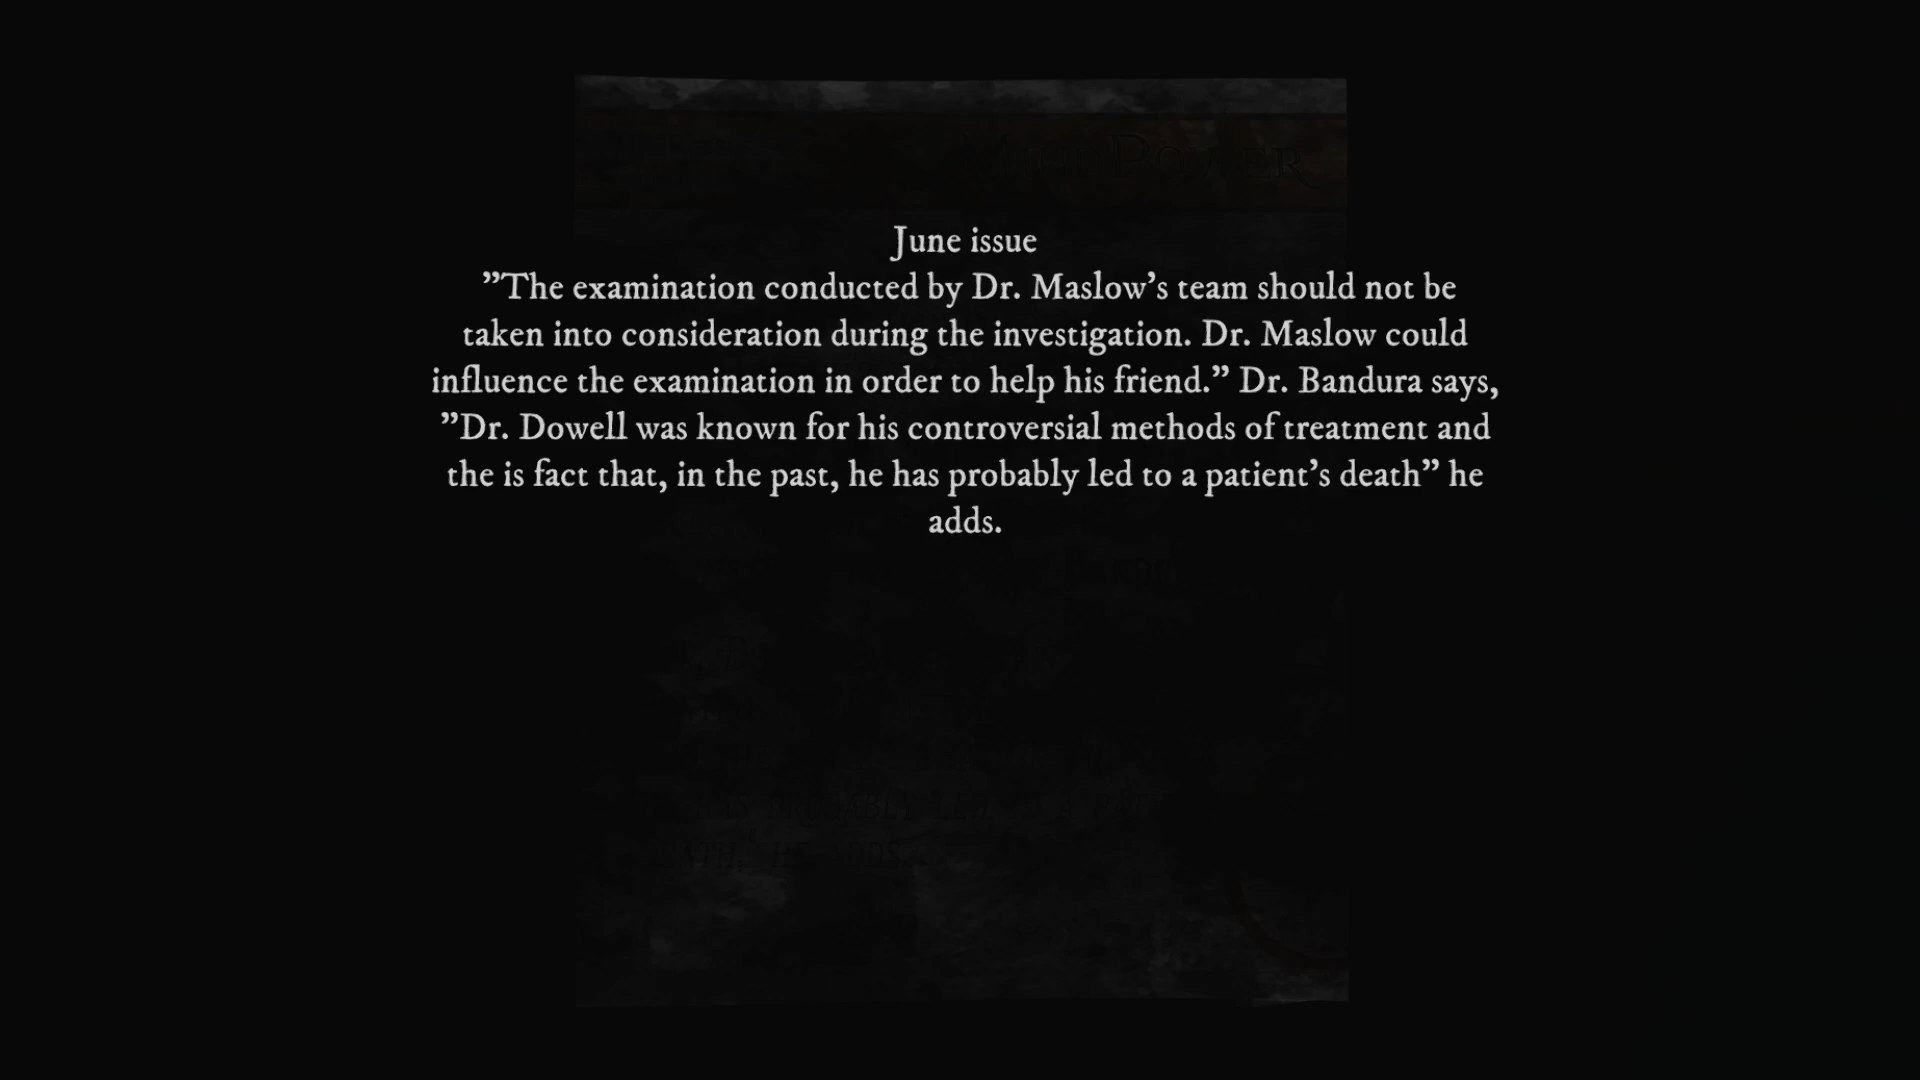 June issue
”The examination conducted by Dr. Maslow’s team should not be
taken into consideration during the investigation. Dr. Maslow could
influence the examination in order to help his friend.” Dr. Bandura says,
”Dr. Dowell was known for his controversial methods of treatment and
the is fact that, in the past, he has probably led to a patient’s death” he
adds.